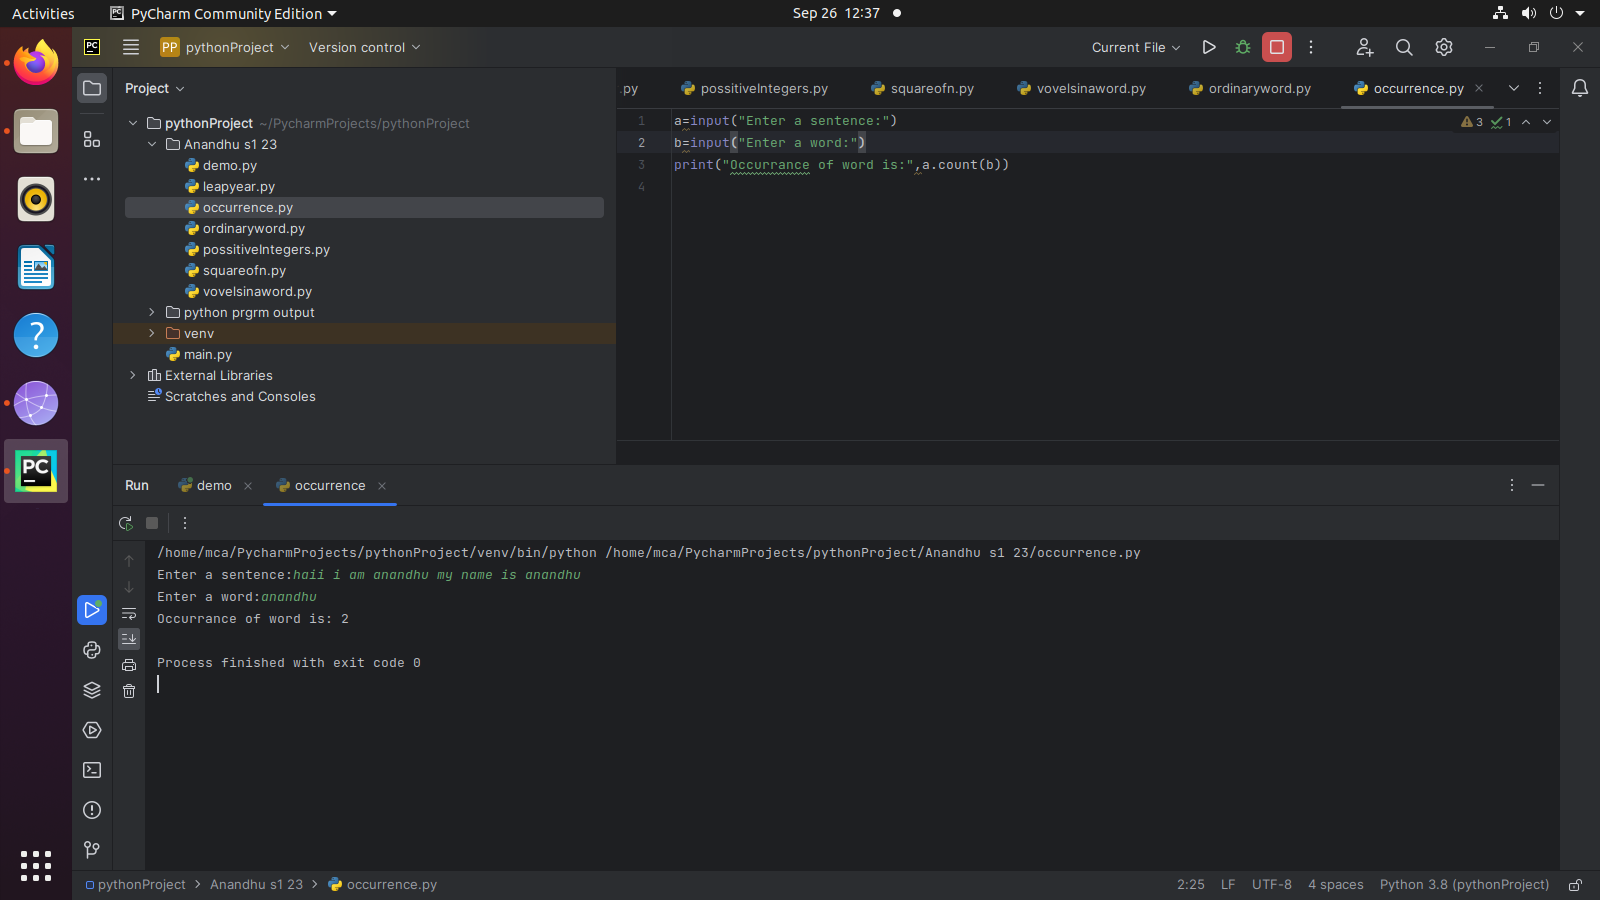 Activities
PyCharm Community Edition
Sep 26 12:37
PC
PP pythonProject
Version control
Current File
Project
.py
possitiveIntegers.py
squareofn.py
vovelsinaword.py
ordinaryword.py
occurrence.py
pythonProject ~/PycharmProjects/pythonProject
Anandhu s1 23
demo.py
leapyear.py
occurrence.py
ordinaryword.py
possitiveIntegers.py
squareofn.py
vovelsinaword.py
python prgrm output
venv
main.py
External Libraries
Scratches and Consoles
1 a=input("Enter a sentence:")
2 b=input("Enter a word:")
3 print("Occurrance of word is:",a.count(b))
4
3 1
?
PC
Run
demo
occurrence
/home/mca/PycharmProjects/pythonProject/venv/bin/python /home/mca/PycharmProjects/pythonProject/Anandhu s1 23/occurrence.py
Enter a sentence:haii i am anandhu my name is anandhu
Enter a word:anandhu
Occurrance of word is: 2
Process finished with exit code 0
pythonProject > Anandhu s1 23 > occurrence.py
2:25 LF UTF-8 4 spaces Python 3.8 (pythonProject)